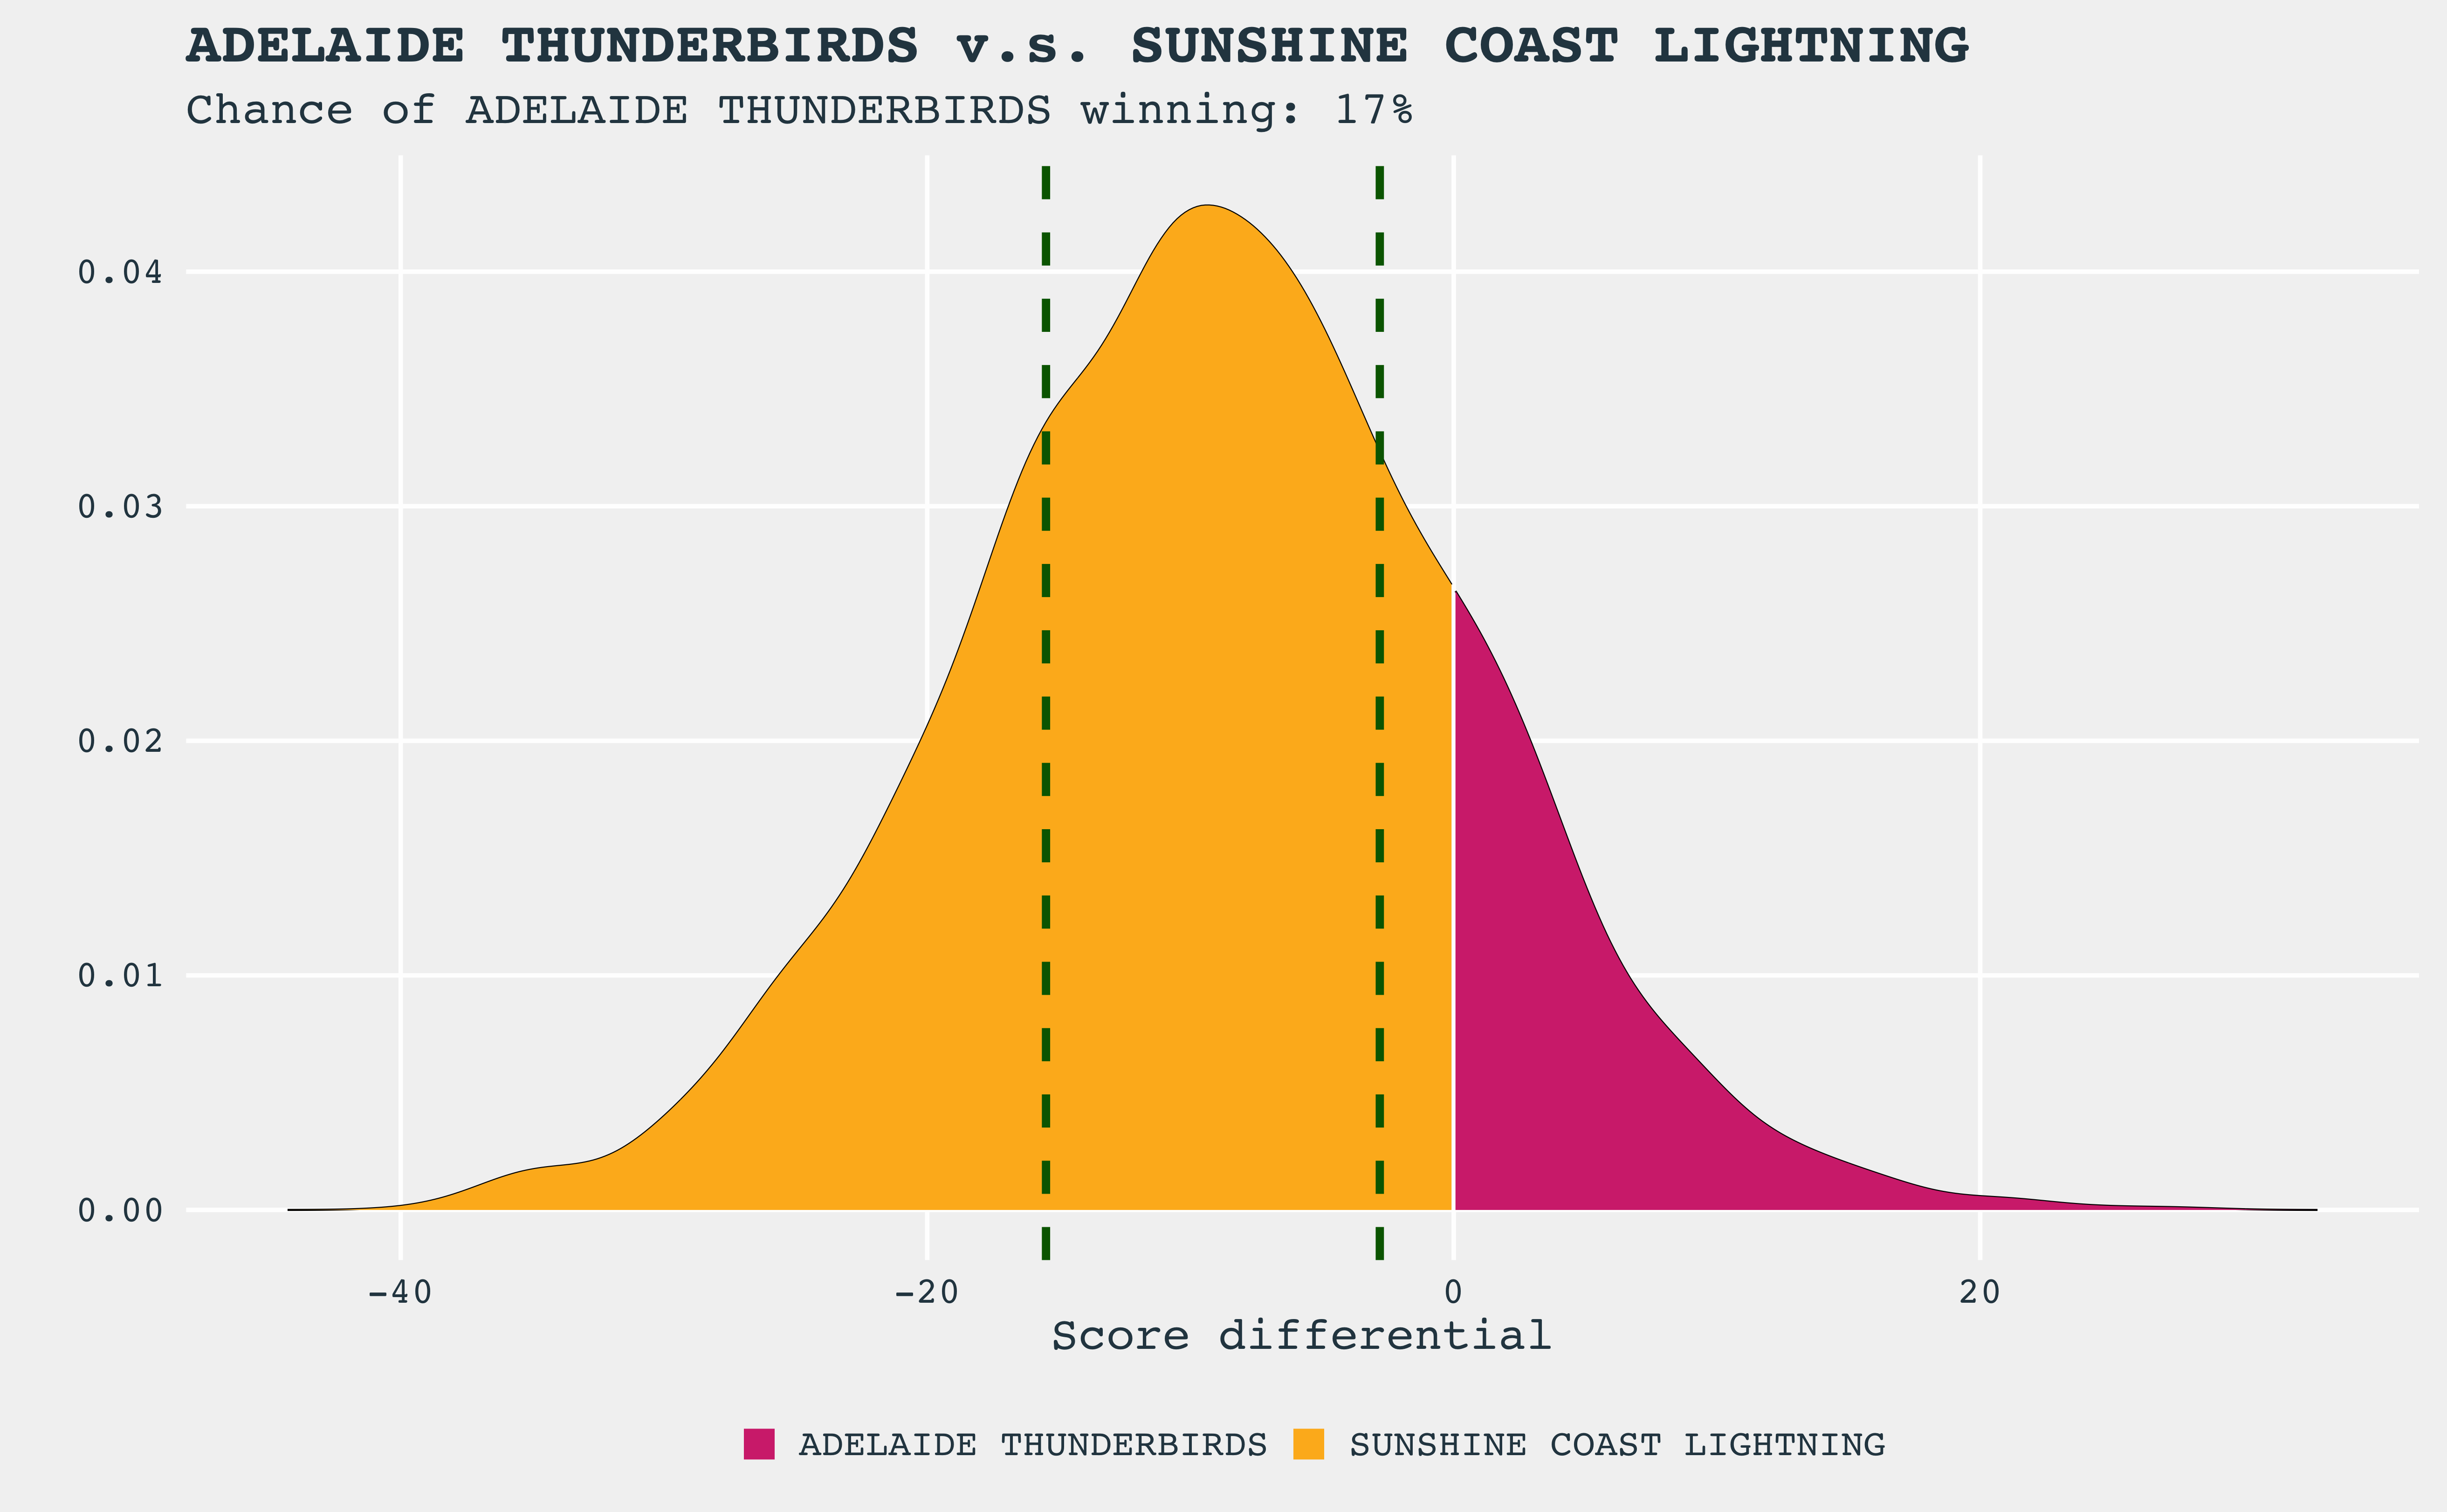 ADELAIDE THUNDERBIRDS v.s. SUNSHINE COAST LIGHTNING
Chance of ADELAIDE THUNDERBIRDS winning: 17%
0.04
0.03
0.02
0.01
0.00
-40 -20 0 20
Score differential
ADELAIDE THUNDERBIRDS SUNSHINE COAST LIGHTNING